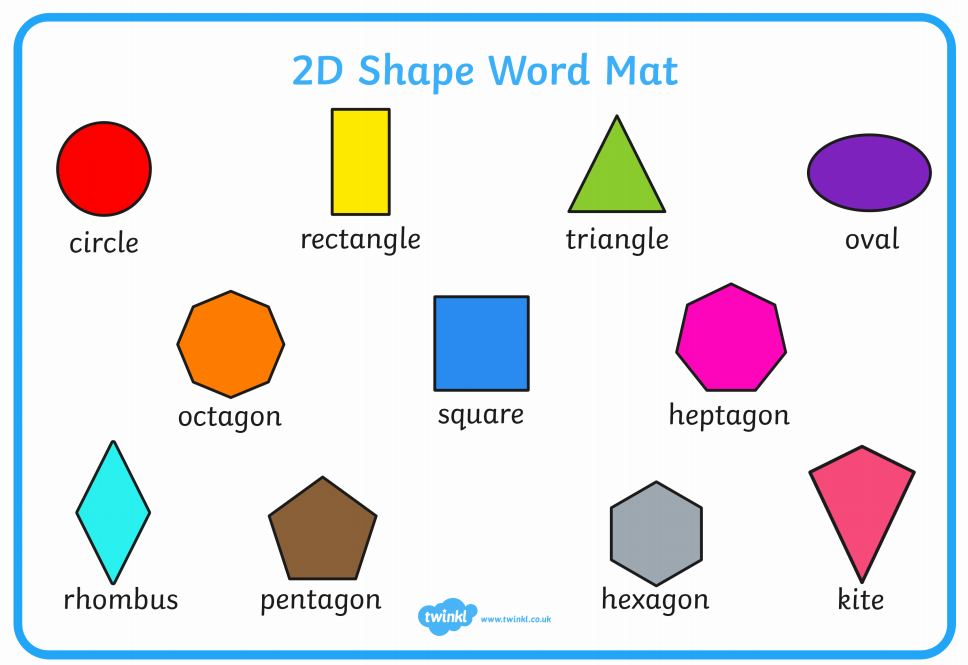 2D Shape Word Mat
circle
rectangle
triangle
oval
octagon
square
heptagon
rhombus
pentagon
hexagon
kite
twinkl
www.twinkl.co.uk